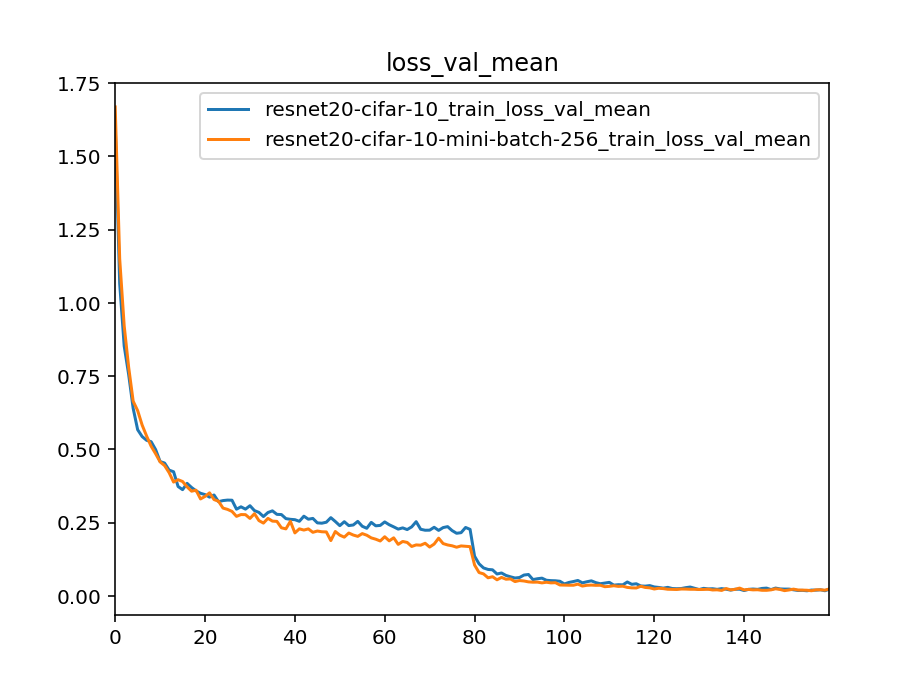 loss_val_mean
resnet20-cifar-10_train_loss_val_mean
resnet20-cifar-10-mini-batch-256_train_loss_val_mean
1.75
1.50
1.25
1.00
0.75
0.50
0.25
0.00
0 20 40 60 80 100 120 140